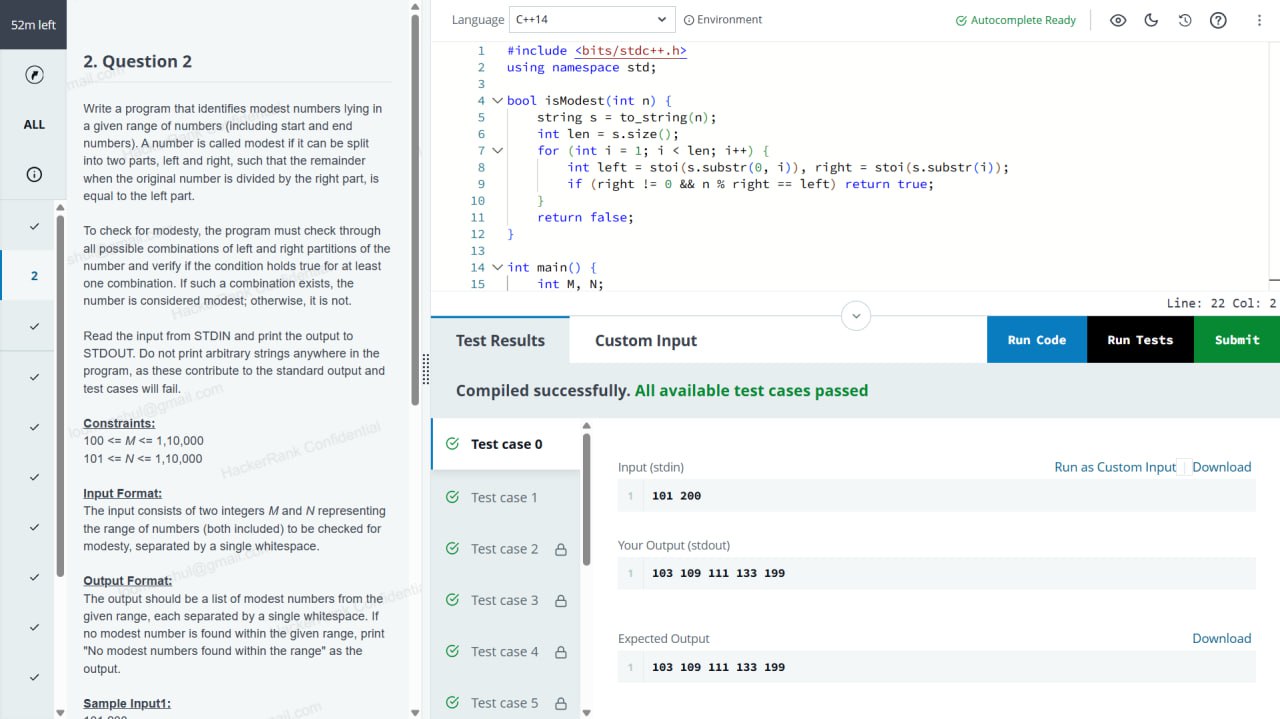 52m left
ALL
2
2. Question 2
Write a program that identifies modest numbers lying in
a given range of numbers (including start and end
numbers). A number is called modest if it can be split
into two parts, left and right, such that the remainder
when the original number is divided by the right part, is
equal to the left part.
To check for modesty, the program must check through
all possible combinations of left and right partitions of the
number and verify if the condition holds true for at least
one combination. If such a combination exists, the
number is considered modest; otherwise, it is not.
Read the input from STDIN and print the output to
STDOUT. Do not print arbitrary strings anywhere in the
program, as these contribute to the standard output and
test cases will fail.
Constraints:
100 <= M <= 1,10,000
101 <= N <= 1,10,000
Input Format:
The input consists of two integers M and N representing
the range of numbers (both included) to be checked for
modesty, separated by a single whitespace.
Output Format:
The output should be a list of modest numbers from the
given range, each separated by a single whitespace. If
no modest number is found within the given range, print
"No modest numbers found within the range" as the
output.
Sample Input1:
HackerRank Confidential
Language C++14 Environment Autocomplete Ready
1 #include <bits/stdc++.h>
2 using namespace std;
3
4 bool isModest(int n) {
5 string s = to_string(n);
6 int len = s.size();
7 for (int i = 1; i < len; i++) {
8 int left = stoi(s.substr(0, i)), right = stoi(s.substr(i));
9 if (right != 0 && n % right == left) return true;
10 }
11 return false;
12 }
13
14 int main() {
15 int M, N;
Line: 22 Col: 2
Test Results Custom Input Run Code Run Tests Submit
Compiled successfully. All available test cases passed
Test case 0
Test case 1
Test case 2
Test case 3
Test case 4
Test case 5
Input (stdin) Run as Custom Input Download
1 101 200
Your Output (stdout)
1 103 109 111 133 199
Expected Output Download
1 103 109 111 133 199